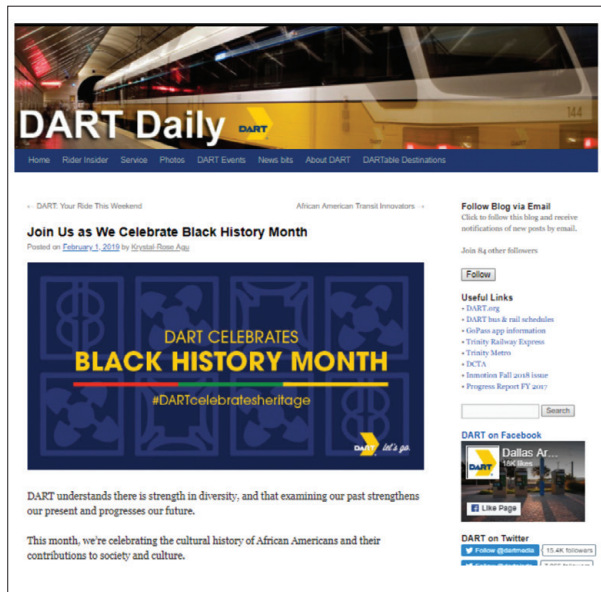 DART Daily
DART
144
Home Rider Insider Service Photos DART Events News bits About DART DARTable Destinations
← DART: Your Ride This Weekend
African American Transit Innovators →
Join Us as We Celebrate Black History Month
Posted on February 1, 2019 by Krystal-Rose Agu
DART CELEBRATES
BLACK HISTORY MONTH
#DARTcelebratesheritage
DART let's go.
DART understands there is strength in diversity, and that examining our past strengthens
our present and progresses our future.
This month, we're celebrating the cultural history of African Americans and their
contributions to society and culture.
Follow Blog via Email
Click to follow this blog and receive
notifications of new posts by email.
Join 84 other followers
Follow
Useful Links
• DART.org
• DART bus & rail schedules
• GoPass app information
• Trinity Railway Express
• Trinity Metro
• DCTA
• Inmotion Fall 2018 issue
• Progress Report FY 2017
Search
DART on Facebook
DART
Dallas Ar...
18K likes
Like Page
DART on Twitter
Follow @dartmedia 15.4K followers